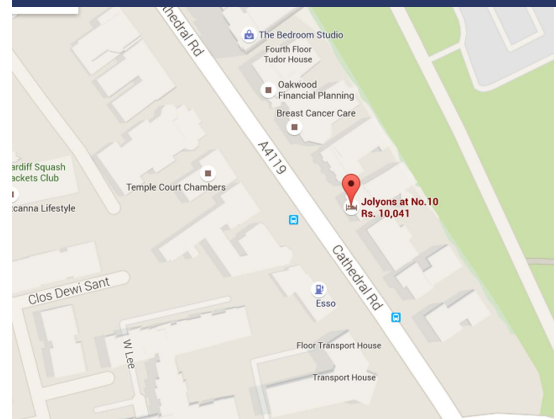 Cathedral Rd
The Bedroom Studio
Fourth Floor
Tudor House
Oakwood
Financial Planning
Breast Cancer Care
A4119
ardiff Squash
ackets Club
Temple Court Chambers
Jolyons at No.10
Rs. 10,041
canna Lifestyle
Cathedral Rd
Clos Dewi Sant
Esso
W Lee
Floor Transport House
Transport House